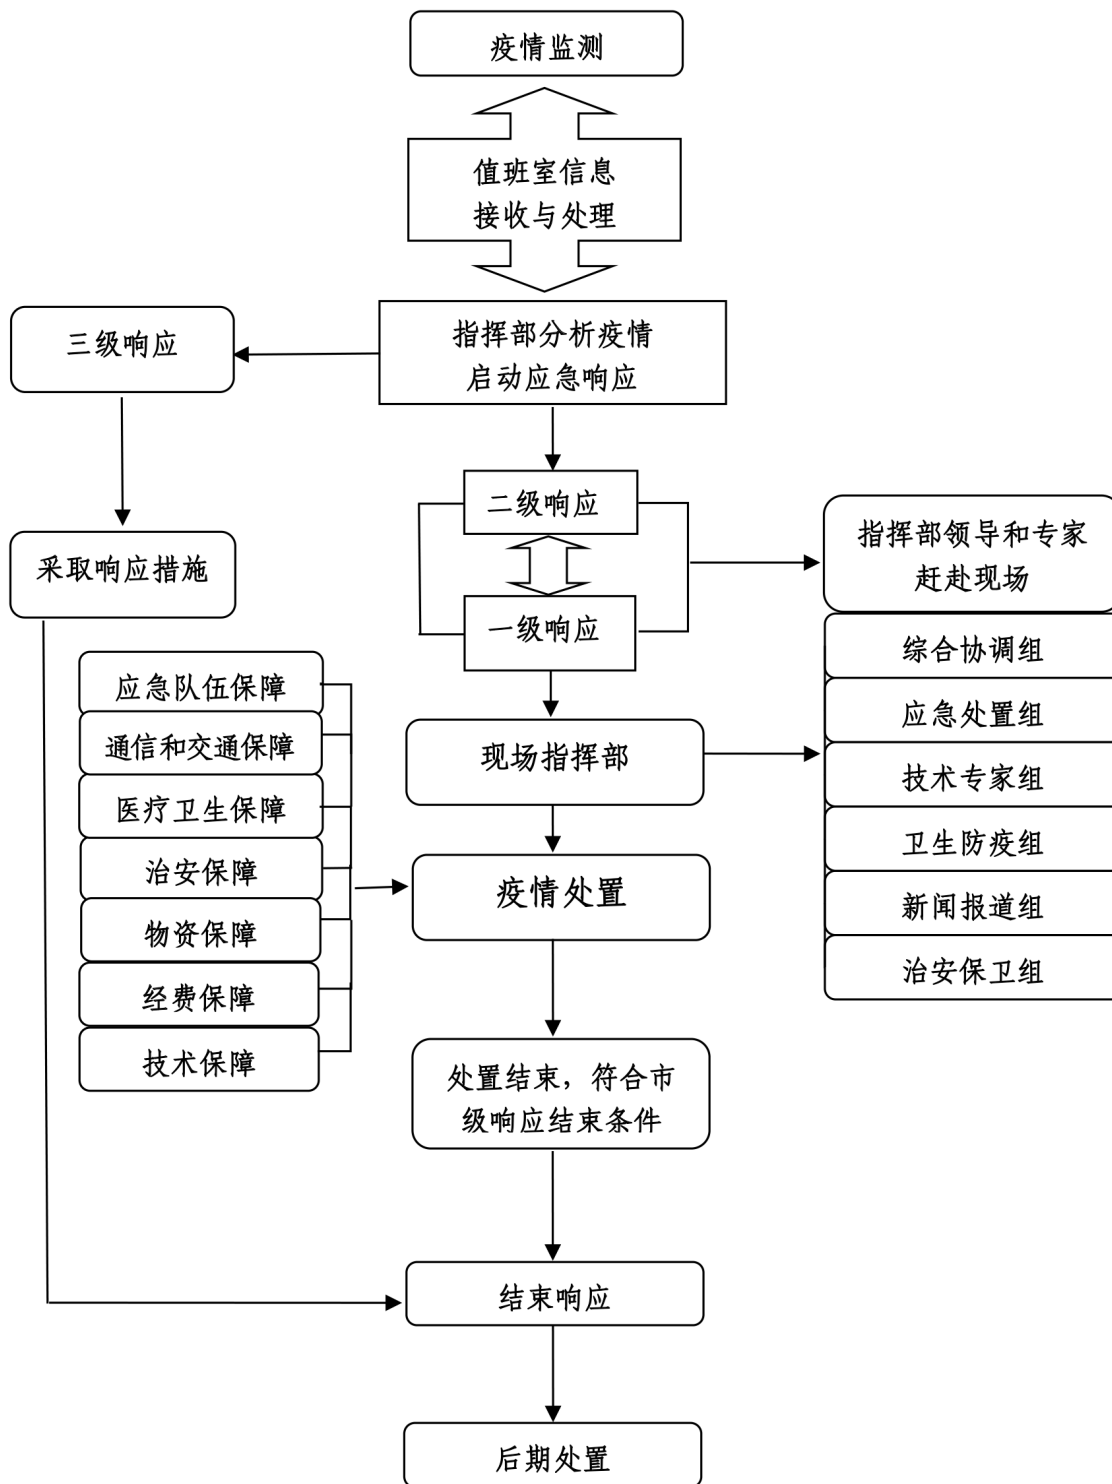 疫情监测
值班室信息
接收与处理
指挥部分析疫情
启动应急响应
三级响应
采取响应措施
二级响应
一级响应
指挥部领导和专家
赶赴现场
综合协调组
应急处置组
技术专家组
卫生防疫组
新闻报道组
治安保卫组
应急队伍保障
通信和交通保障
医疗卫生保障
治安保障
物资保障
经费保障
技术保障
现场指挥部
疫情处置
处置结束，符合市
级响应结束条件
结束响应
后期处置